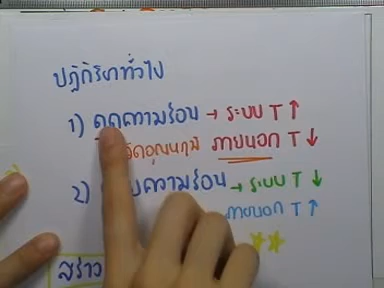 ปฏิกิริยาทั่วไป
1) ดูดความร้อน → ระบบ T ↑
วัดอุณหภูมิ ภายนอก T ↓
2) ความร้อน → ระบบ T ↓
ภายนอก T ↑
สร้าง